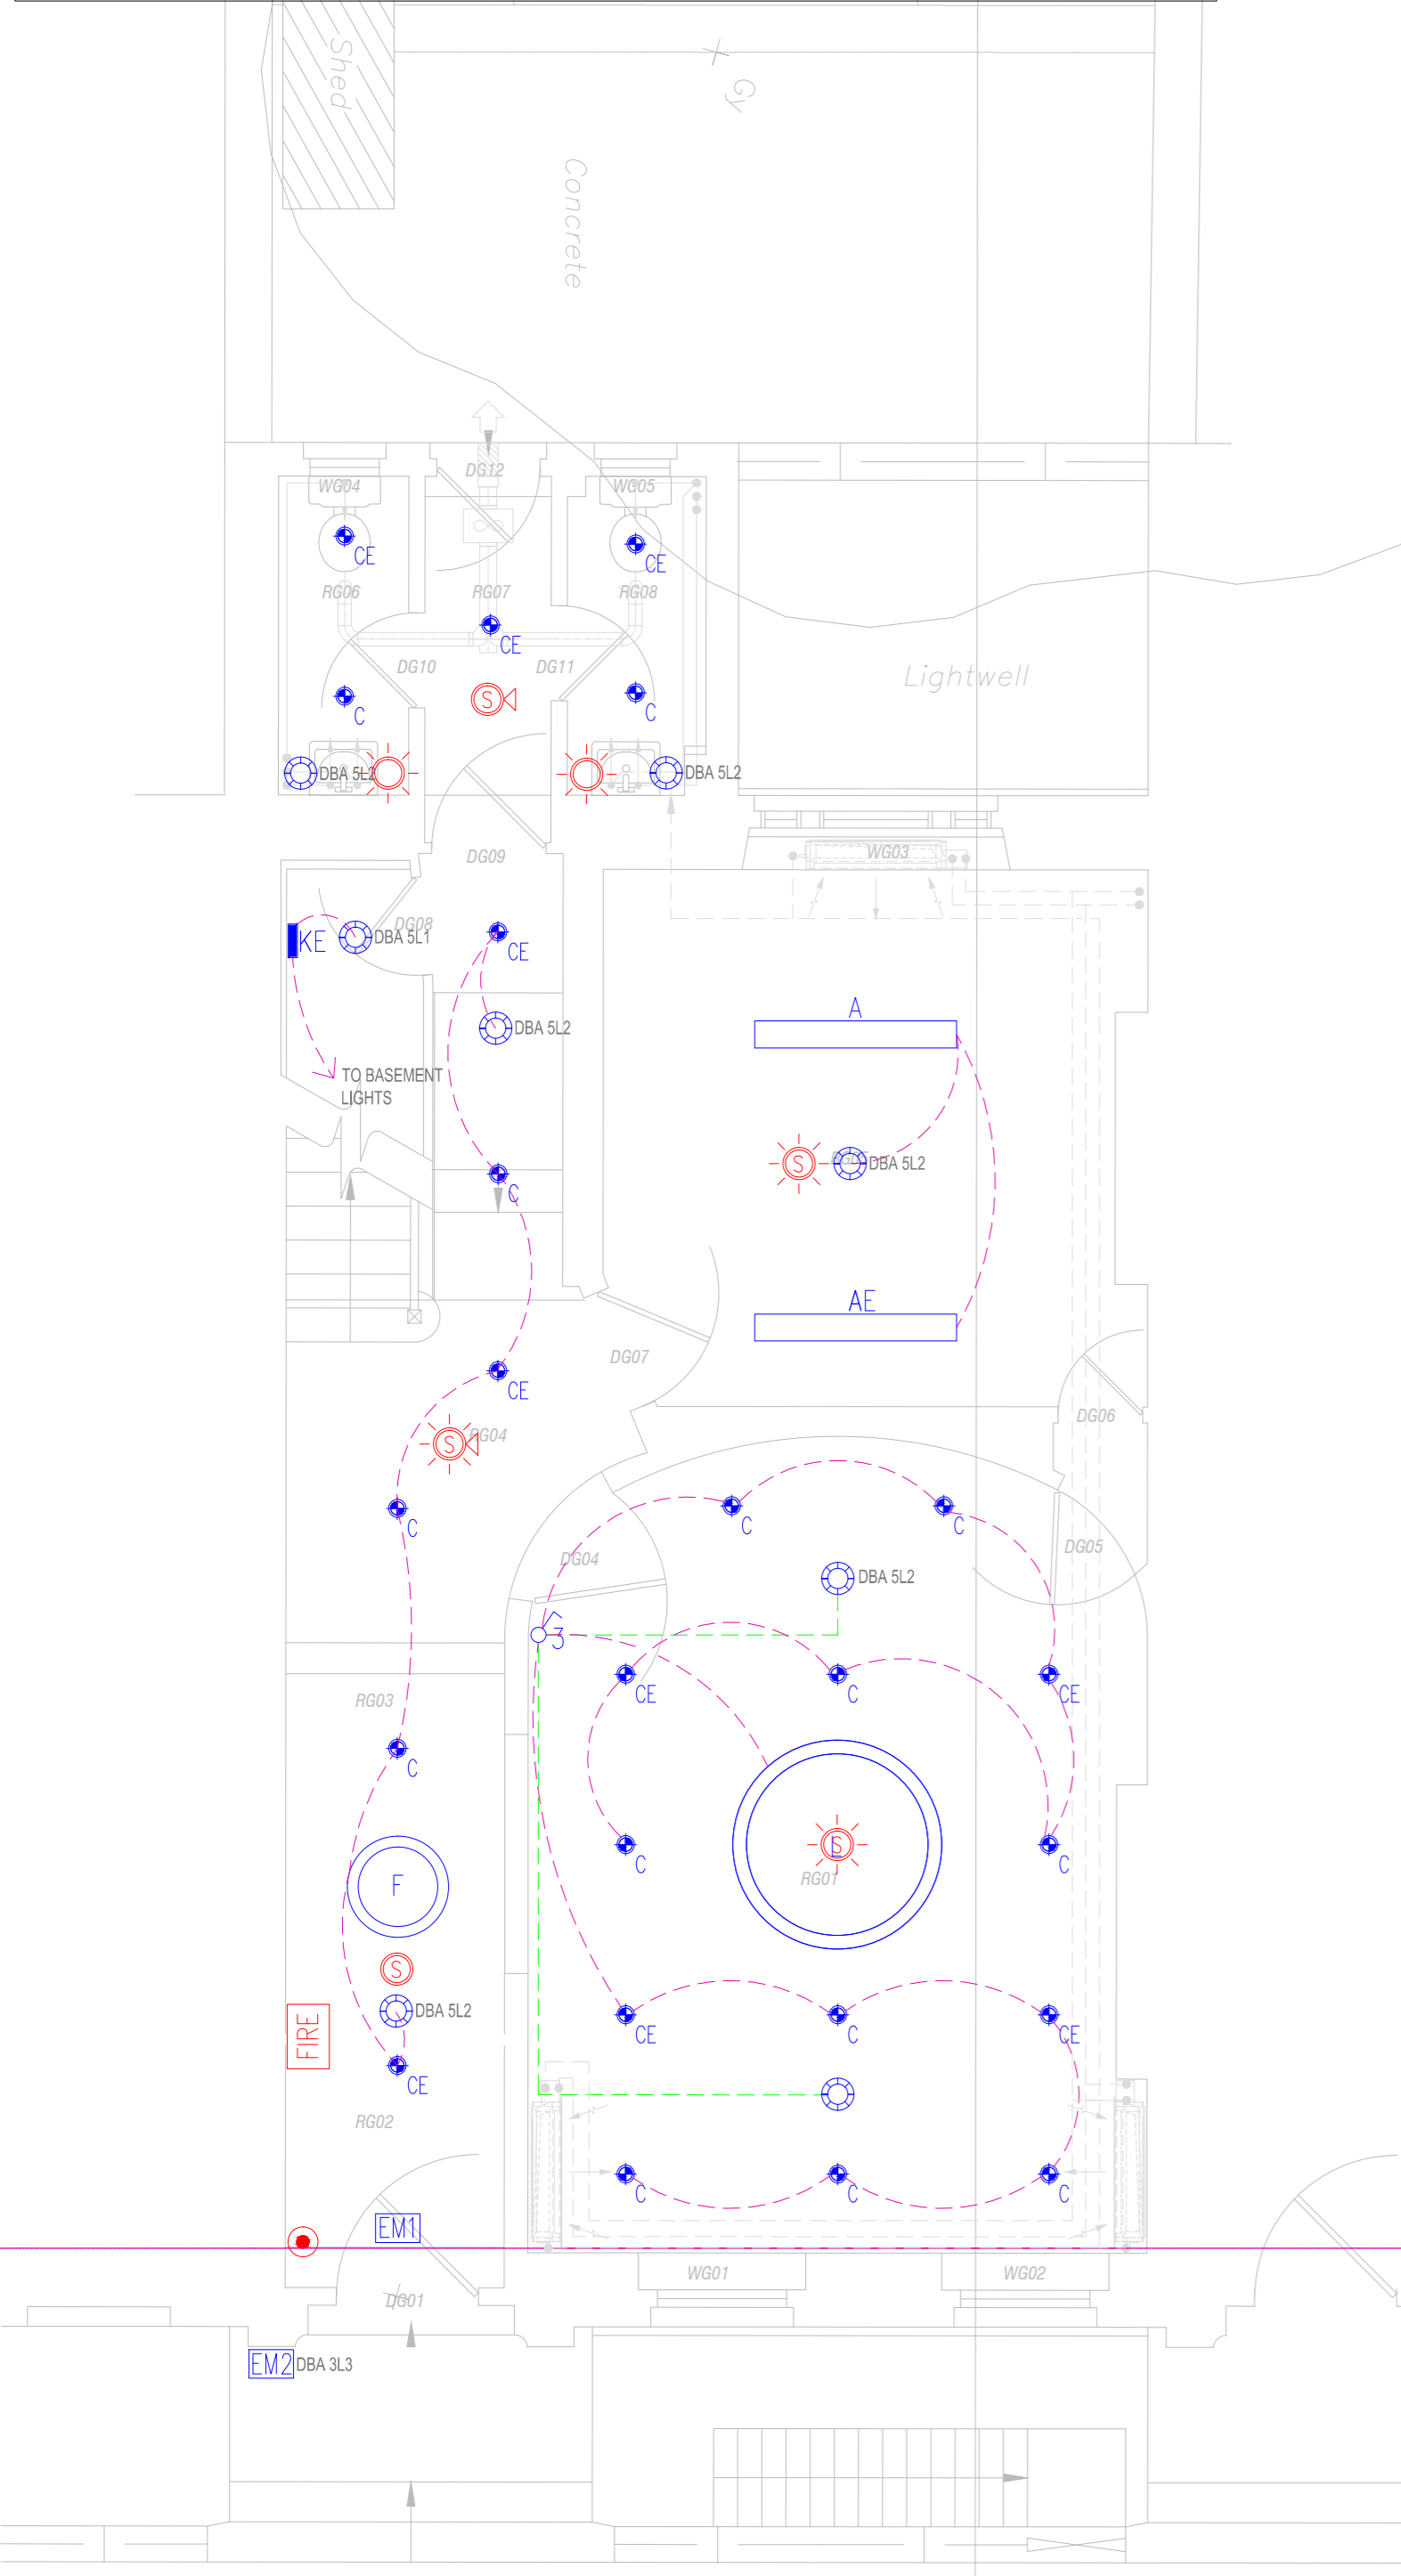 Shed
Gy
Concrete
DG12
WG04
WG05
CE
CE
RG06
RG07
RG08
CE
DG10
DG11
Lightwell
S
C
C
DBA 5L2
DBA 5L2
DG09
WG03
DG08
KE
DBA 5L1
CE
A
DBA 5L2
TO BASEMENT
LIGHTS
S
RG05
DBA 5L2
C
AE
DG07
CE
DG06
S
RG04
C
C
C
DG04
DG05
DBA 5L2
3
CE
C
CE
RG03
C
C
S
L
C
RG01
F
S
DBA 5L2
FIRE
CE
C
CE
CE
RG02
C
C
C
EM1
WG01
WG02
DG01
EM2 DBA 3L3